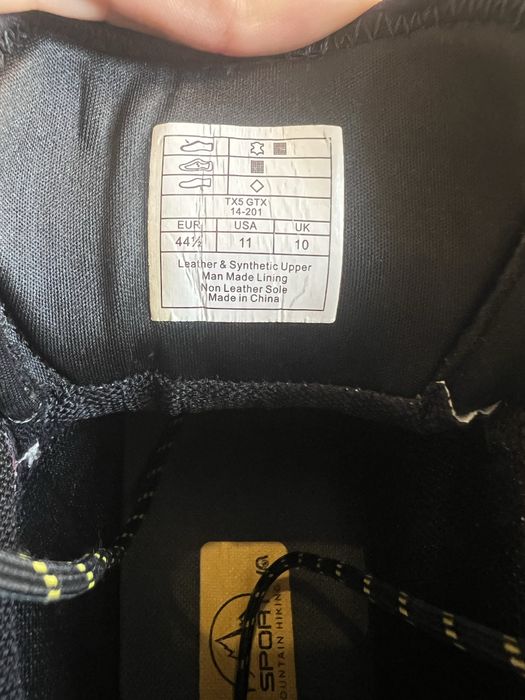 TX5 GTX
14-201
EUR USA UK
44½ 11 10
Leather & Synthetic Upper
Man Made Lining
Non Leather Sole
Made in China
SPOR
OUNTAIN HIKIN